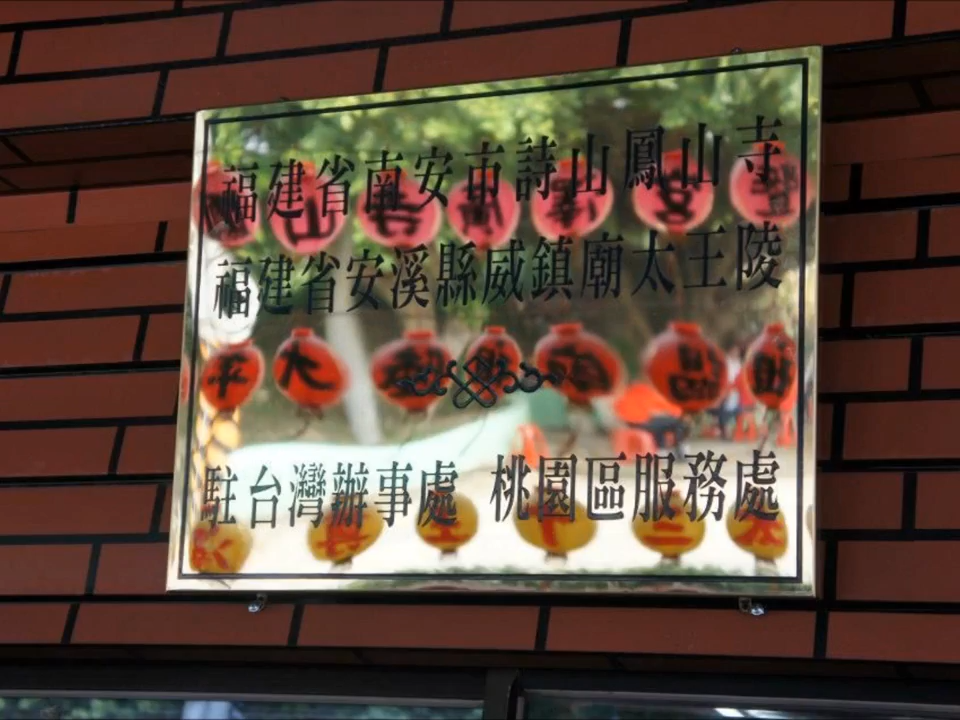 福建省南安市詩山鳳山寺
福建省安溪縣威鎮廟太王陵
駐台灣辦事處 桃園區服務處